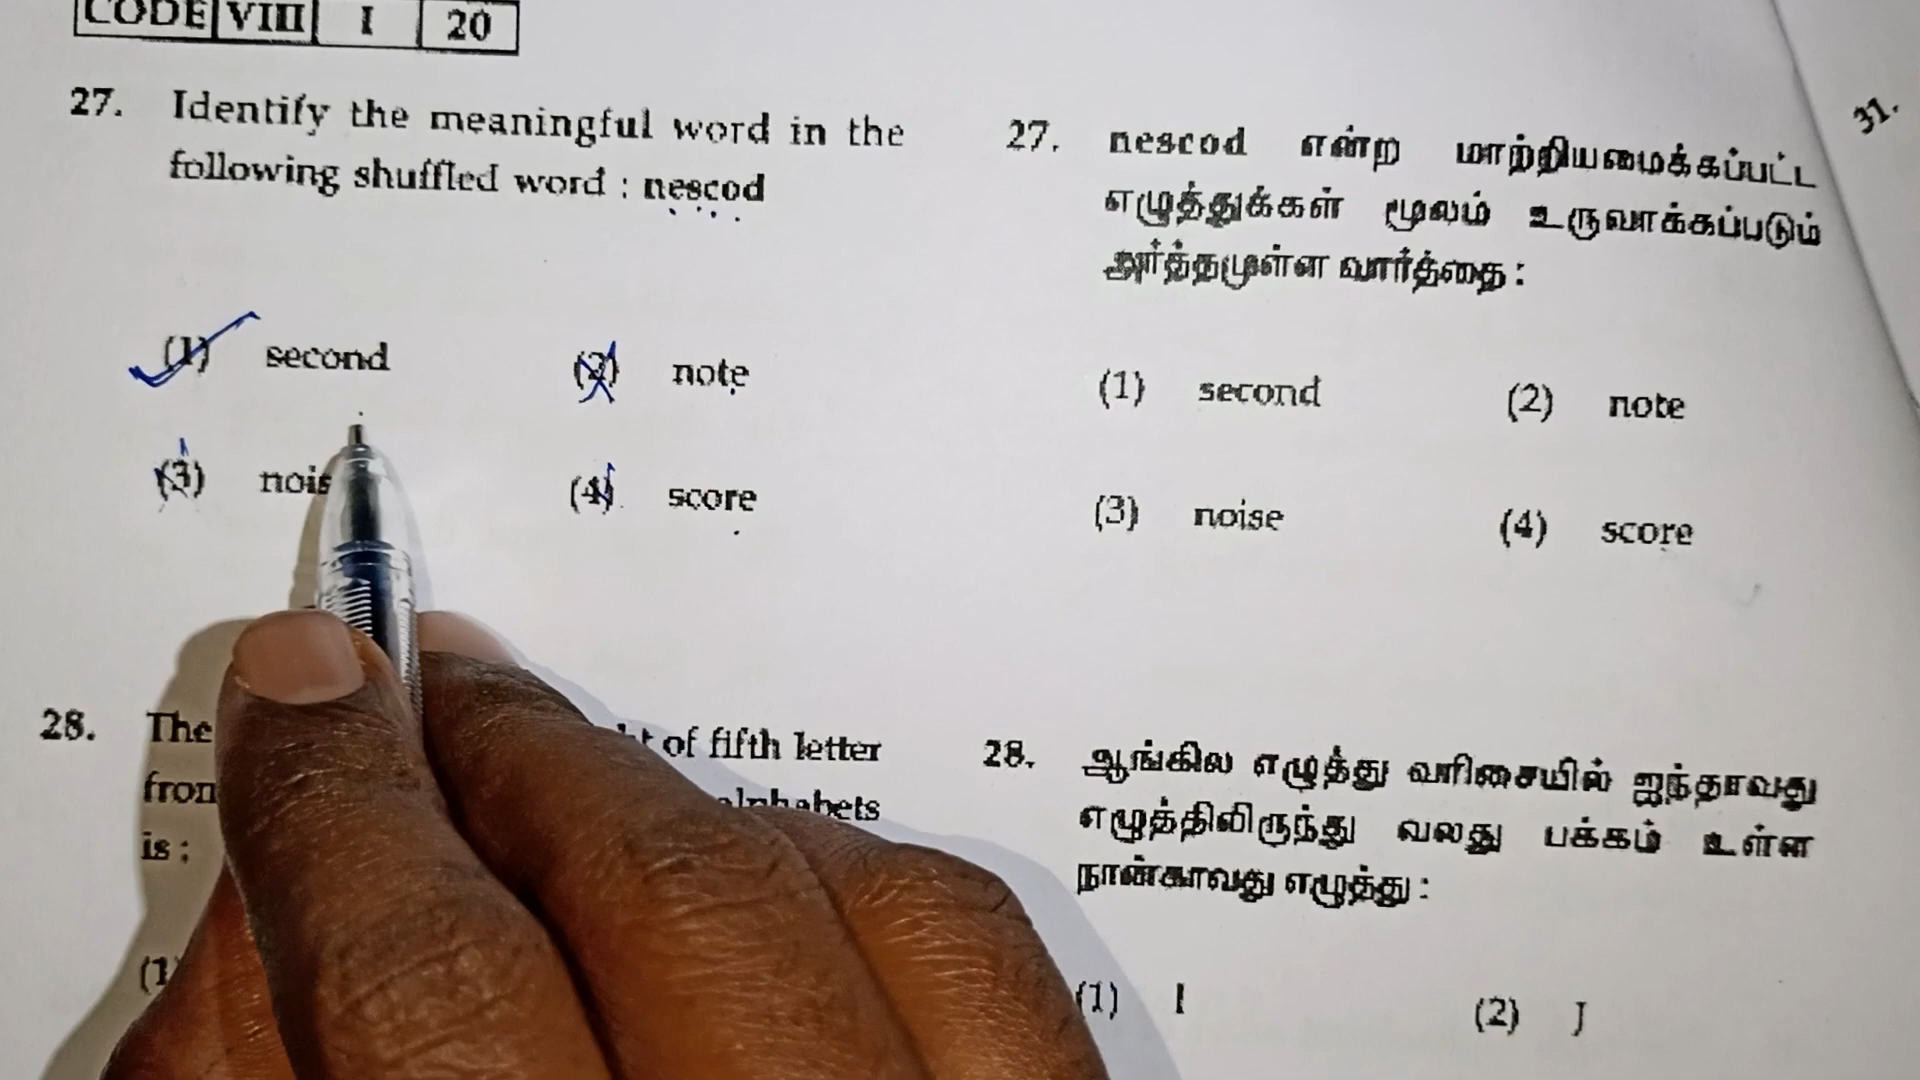 CODE VIII I 20
27. Identify the meaningful word in the
following shuffled word : nescod
(1) second (2) note
(3) nois
(4) score
28. The
of fifth letter
from
alphabets
is :
(1
27. nescod என்ற மாற்றியமைக்கப்பட்ட
எழுத்துக்கள் மூலம் உருவாக்கப்படும்
அர்த்தமுள்ள வார்த்தை :
(1) second (2) note
(3) noise (4) score
28. ஆங்கில எழுத்து வரிசையில் ஐந்தாவது
எழுத்திலிருந்து வலது பக்கம் உள்ள
நான்காவது எழுத்து :
(1) I (2) J
31.